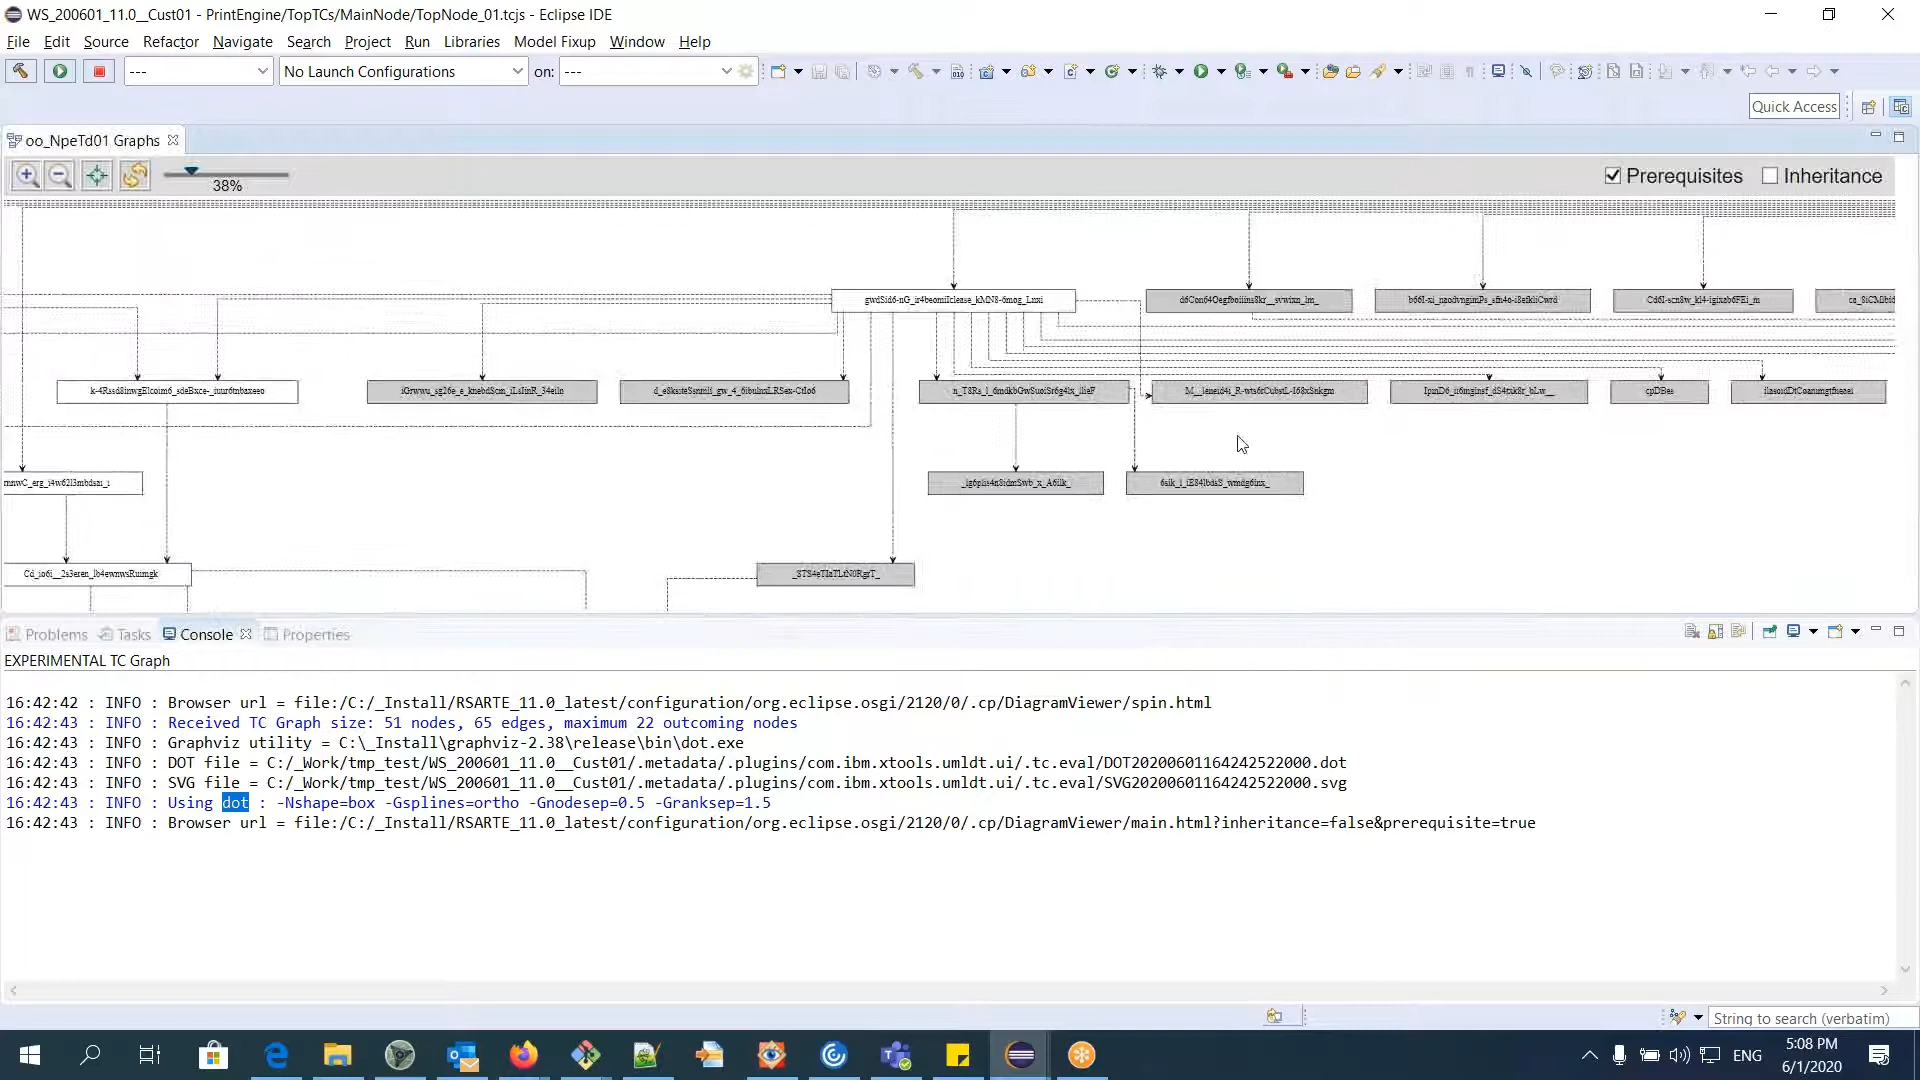 WS_200601_11.0__Cust01 - PrintEngine/TopTCs/MainNode/TopNode_01.tcjs - Eclipse IDE
File Edit Source Refactor Navigate Search Project Run Libraries Model Fixup Window Help
--- No Launch Configurations on: ---
Quick Access
oo_NpeTd01 Graphs
38%
Prerequisites Inheritance
cpDBes
Problems Tasks Console Properties
EXPERIMENTAL TC Graph
16:42:42 : INFO : Browser url = file:/C:/_Install/RSARTE_11.0_latest/configuration/org.eclipse.osgi/2120/0/.cp/DiagramViewer/spin.html
16:42:43 : INFO : Received TC Graph size: 51 nodes, 65 edges, maximum 22 outcoming nodes
16:42:43 : INFO : Graphviz utility = C:\_Install\graphviz-2.38\release\bin\dot.exe
16:42:43 : INFO : DOT file = C:/_Work/tmp_test/WS_200601_11.0__Cust01/.metadata/.plugins/com.ibm.xtools.umldt.ui/.tc.eval/DOT20200601164242522000.dot
16:42:43 : INFO : SVG file = C:/_Work/tmp_test/WS_200601_11.0__Cust01/.metadata/.plugins/com.ibm.xtools.umldt.ui/.tc.eval/SVG20200601164242522000.svg
16:42:43 : INFO : Using dot : -Nshape=box -Gsplines=ortho -Gnodesep=0.5 -Granksep=1.5
16:42:43 : INFO : Browser url = file:/C:/_Install/RSARTE_11.0_latest/configuration/org.eclipse.osgi/2120/0/.cp/DiagramViewer/main.html?inheritance=false&prerequisite=true
String to search (verbatim)
ENG
5:08 PM
6/1/2020